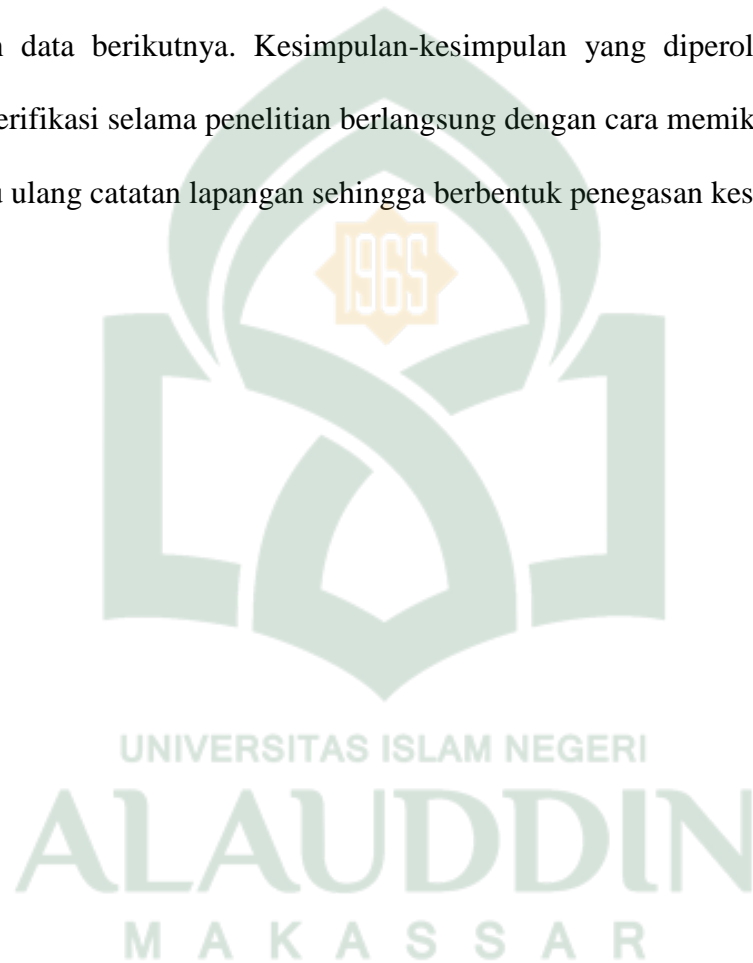 data berikutnya. Kesimpulan-kesimpulan yang diperol
erifikasi selama penelitian berlangsung dengan cara memik
ulang catatan lapangan sehingga berbentuk penegasan kes
1965
UNIVERSITAS ISLAM NEGERI
ALAUDDIN
MAKASSAR